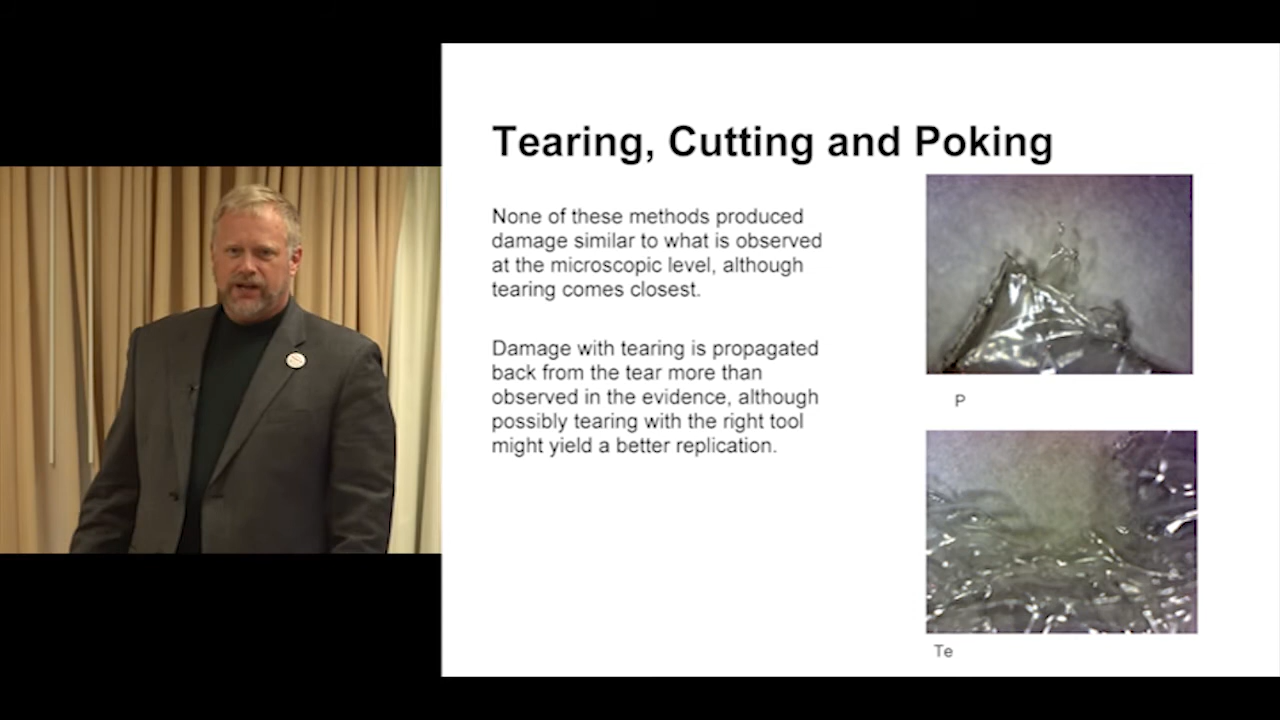 Tearing, Cutting and Poking
None of these methods produced
damage similar to what is observed
at the microscopic level, although
tearing comes closest.
Damage with tearing is propagated
back from the tear more than
observed in the evidence, although
possibly tearing with the right tool
might yield a better replication.
P
Te